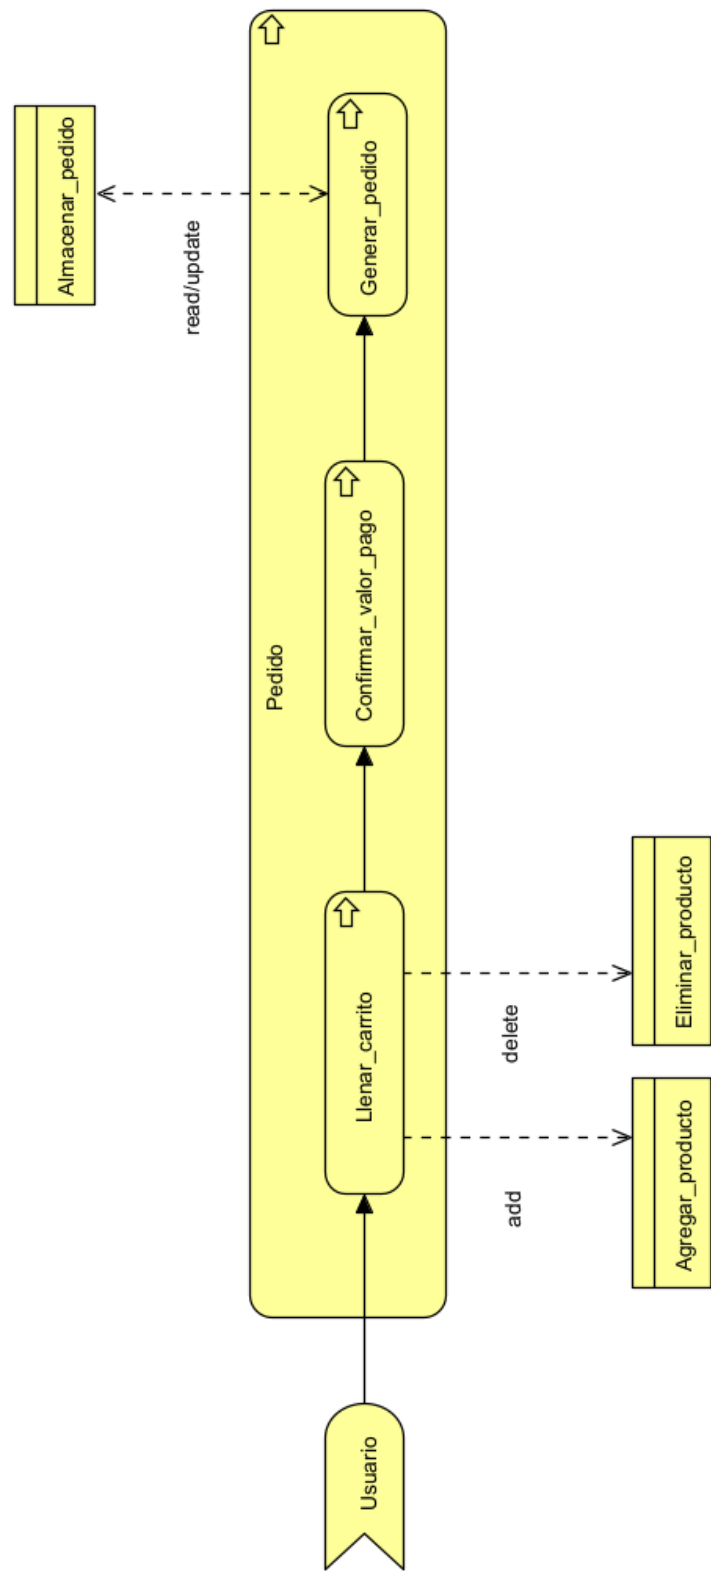 Almacenar_pedido
read/update
Pedido
Usuario
Llenar_carrito
Confirmar_valor_pago
Generar_pedido
add
delete
Agregar_producto
Eliminar_producto